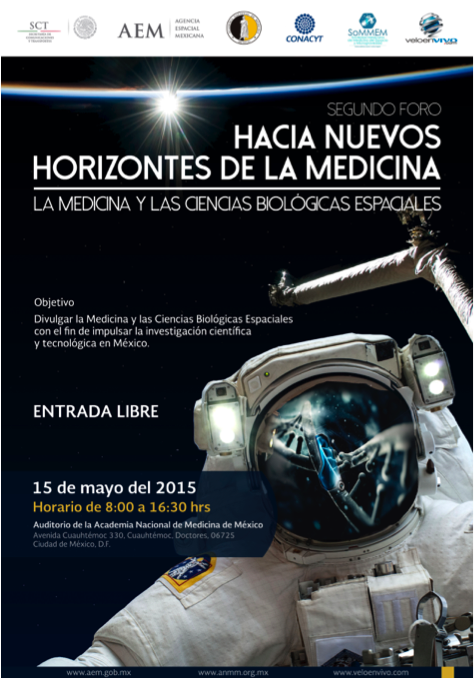 SCT
AEM
AGENCIA
ESPACIAL
MEXICANA
CONACYT
SoMMEM
veloenvivo
SEGUNDO FORO
HACIA NUEVOS
HORIZONTES DE LA MEDICINA
LA MEDICINA Y LAS CIENCIAS BIOLÓGICAS ESPACIALES
Objetivo
Divulgar la Medicina y las Ciencias Biológicas Espaciales
con el fin de impulsar la investigación científica
y tecnológica en México.
ENTRADA LIBRE
15 de mayo del 2015
Horario de 8:00 a 16:30 hrs
Auditorio de la Academia Nacional de Medicina de México
Avenida Cuauhtémoc 330, Cuauhtémoc, Doctores, 06725
Ciudad de México, D.F.
www.aem.gob.mx www.anmm.org.mx www.veloenvivo.com